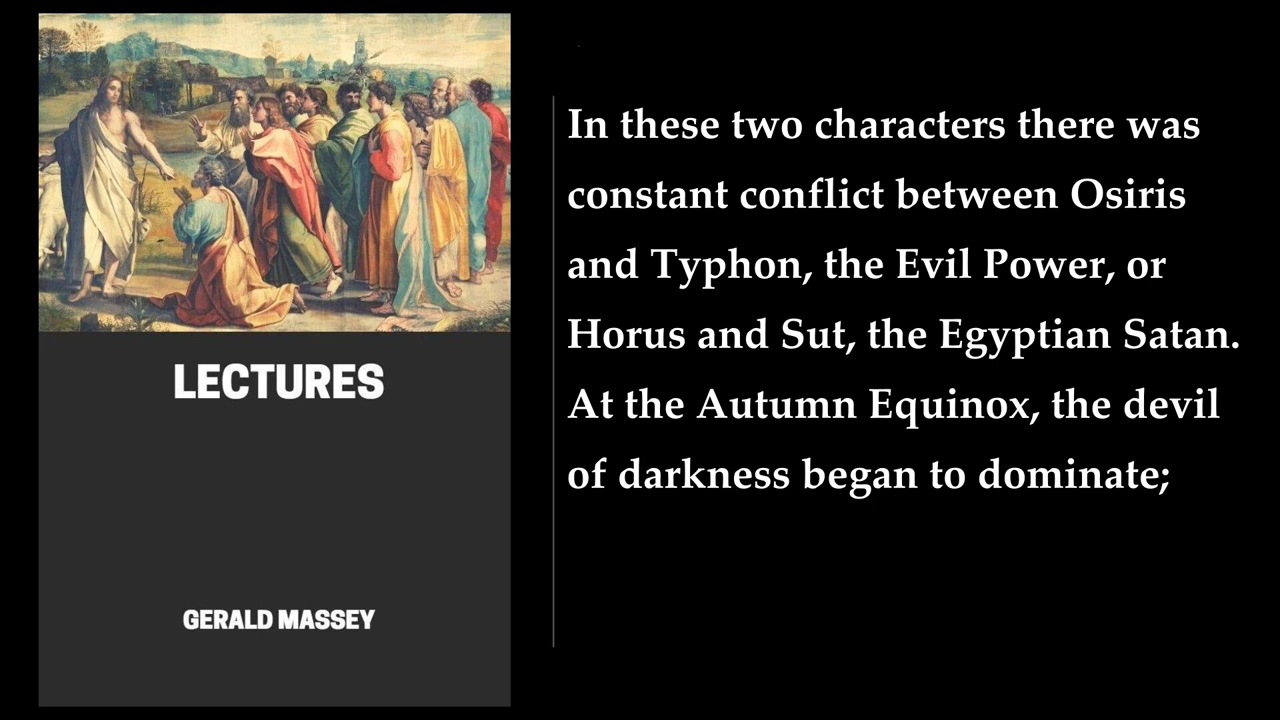 LECTURES
GERALD MASSEY
In these two characters there was
constant conflict between Osiris
and Typhon, the Evil Power, or
Horus and Sut, the Egyptian Satan.
At the Autumn Equinox, the devil
of darkness began to dominate;